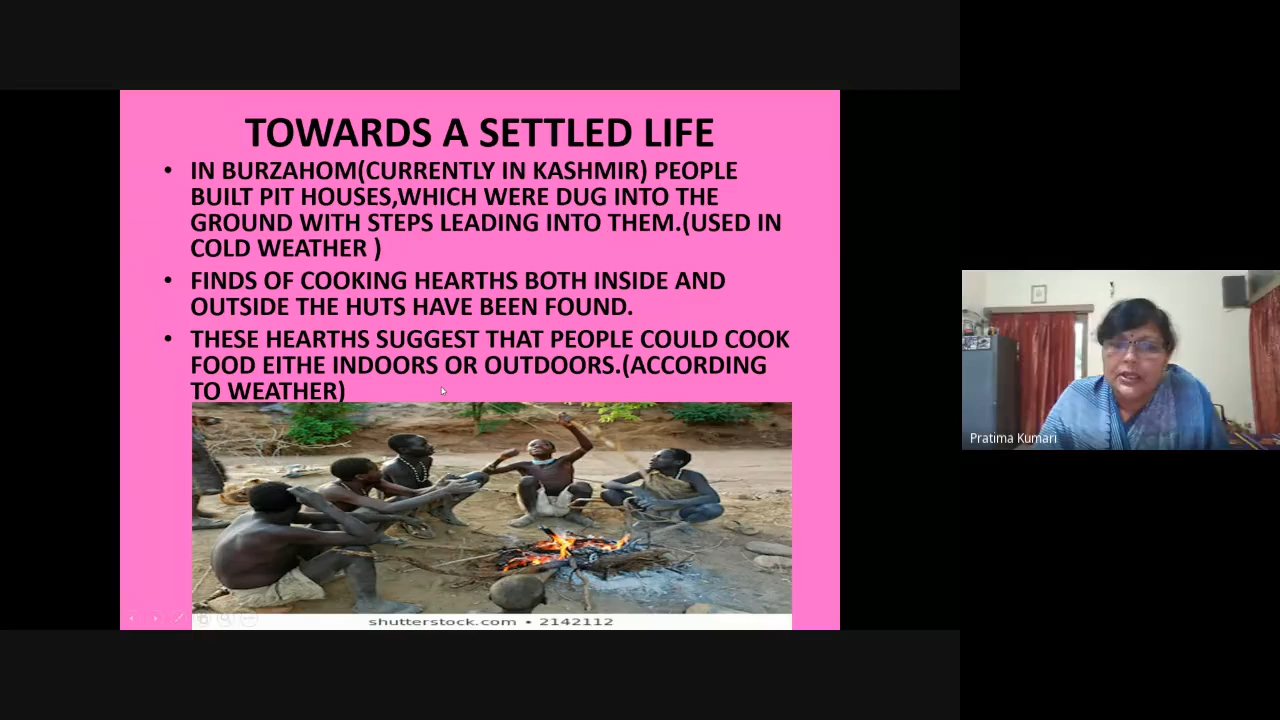 TOWARDS A SETTLED LIFE
• IN BURZAHOM(CURRENTLY IN KASHMIR) PEOPLE
BUILT PIT HOUSES,WHICH WERE DUG INTO THE
GROUND WITH STEPS LEADING INTO THEM.(USED IN
COLD WEATHER )
• FINDS OF COOKING HEARTHS BOTH INSIDE AND
OUTSIDE THE HUTS HAVE BEEN FOUND.
• THESE HEARTHS SUGGEST THAT PEOPLE COULD COOK
FOOD EITHE INDOORS OR OUTDOORS.(ACCORDING
TO WEATHER)
shutterstock.com • 2142112
Pratima Kumari